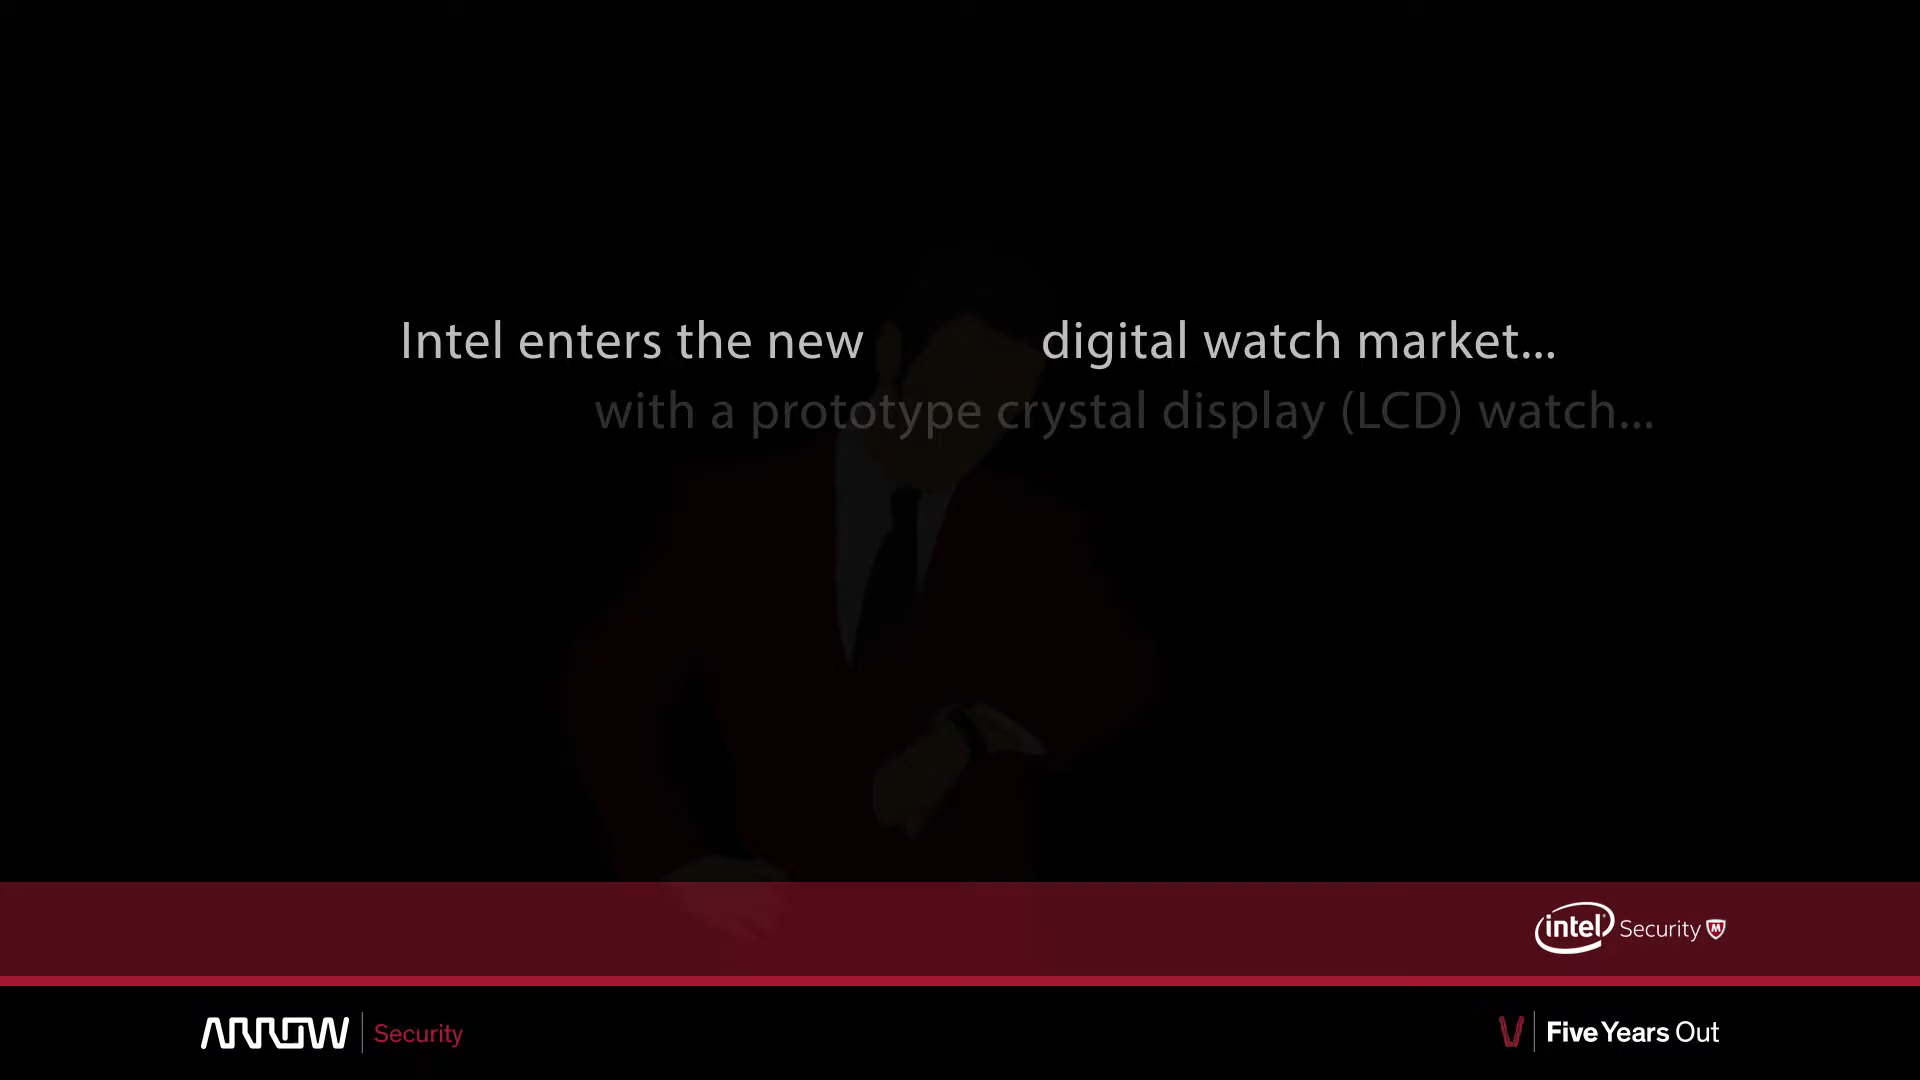 Intel enters the new digital watch market...
with a prototype crystal display (LCD) watch...
intel Security M
ARROW Security
Five Years Out